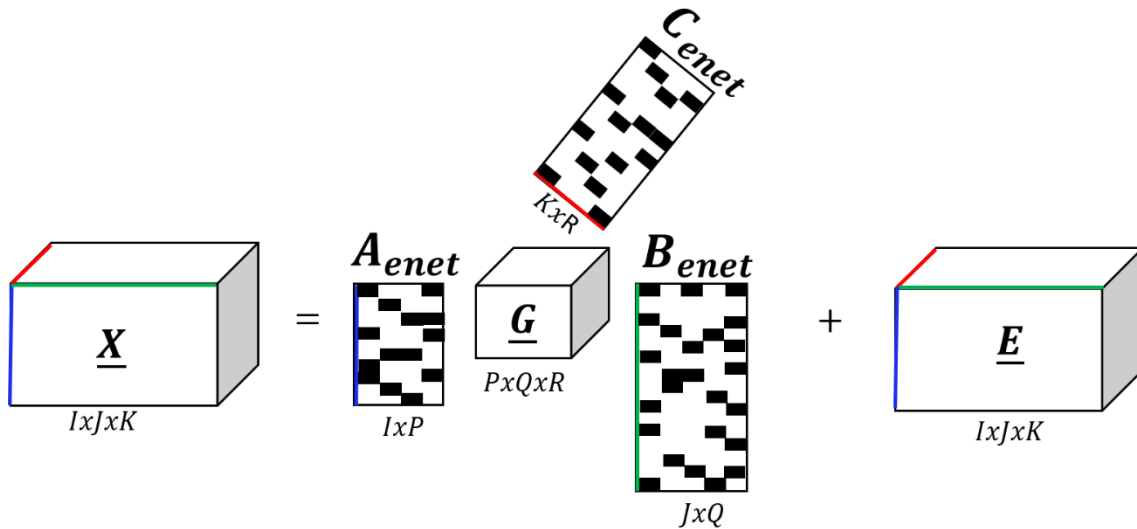 C_enet
KxR
X
IxJxK
=
A_enet
IxP
G
PxQxR
B_enet
JxQ
+
E
IxJxK